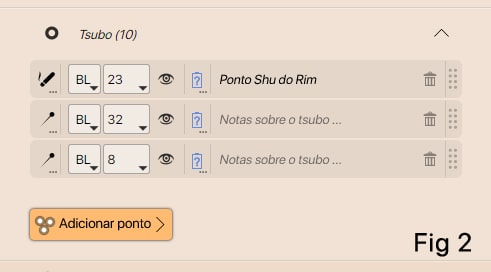 Tsubo (10)
BL 23 Ponto Shu do Rim
BL 32 Notas sobre o tsubo ...
BL 8 Notas sobre o tsubo ...
Adicionar ponto
Fig 2